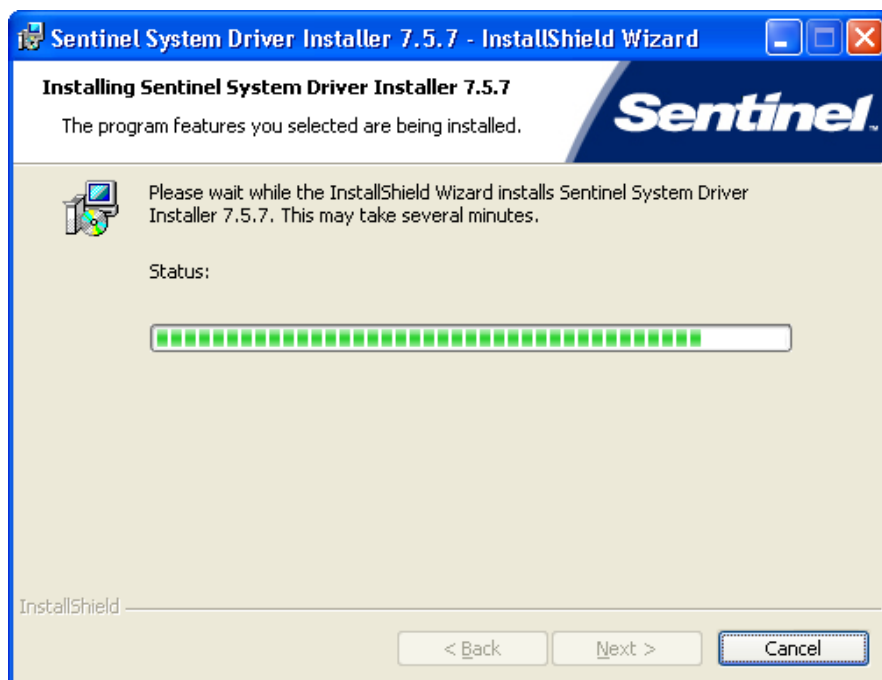 Sentinel System Driver Installer 7.5.7 - InstallShield Wizard
Installing Sentinel System Driver Installer 7.5.7
The program features you selected are being installed.
Sentinel.
Please wait while the InstallShield Wizard installs Sentinel System Driver
Installer 7.5.7. This may take several minutes.
Status:
InstallShield
< Back
Next >
Cancel